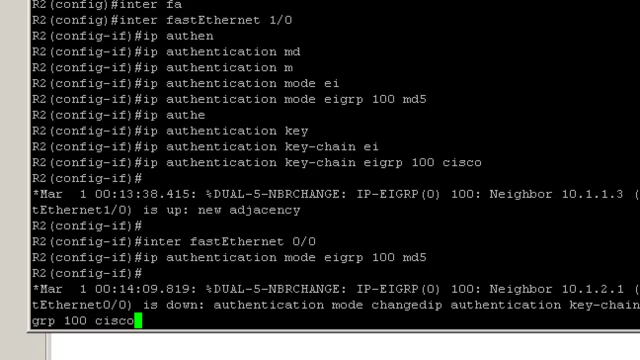 R2(config)#inter fa
R2(config)#inter fastEthernet 1/0
R2(config-if)#ip authen
R2(config-if)#ip authentication md
R2(config-if)#ip authentication m
R2(config-if)#ip authentication mode ei
R2(config-if)#ip authentication mode eigrp 100 md5
R2(config-if)#ip authe
R2(config-if)#ip authentication key
R2(config-if)#ip authentication key-chain ei
R2(config-if)#ip authentication key-chain eigrp 100 cisco
R2(config-if)#
*Mar  1 00:13:38.415: %DUAL-5-NBRCHANGE: IP-EIGRP(0) 100: Neighbor 10.1.1.3 (
tEthernet1/0) is up: new adjacency
R2(config-if)#
R2(config-if)#inter fastEthernet 0/0
R2(config-if)#ip authentication mode eigrp 100 md5
R2(config-if)#
*Mar  1 00:14:09.819: %DUAL-5-NBRCHANGE: IP-EIGRP(0) 100: Neighbor 10.1.2.1 (
tEthernet0/0) is down: authentication mode changedip authentication key-chain
grp 100 cisco